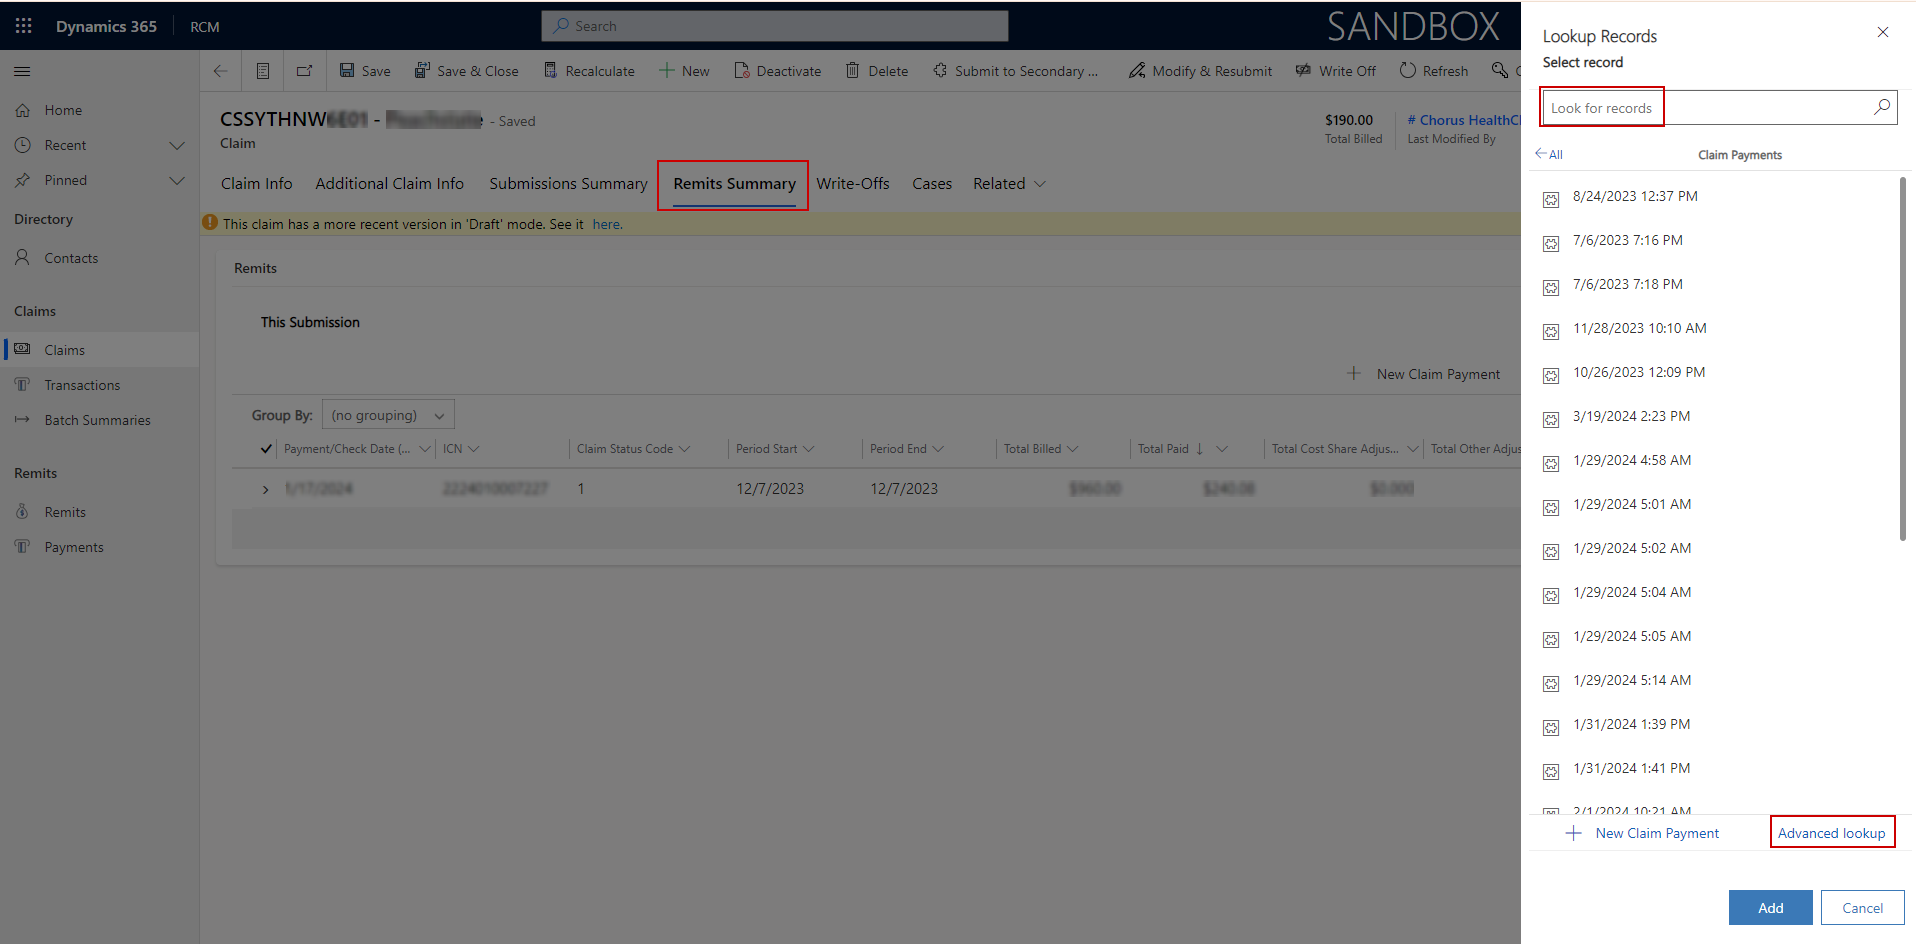 Dynamics 365
RCM
Search
SANDBOX
Save
Save & Close
Recalculate
New
Deactivate
Delete
Submit to Secondary ...
Modify & Resubmit
Write Off
Refresh
Home
Recent
Pinned
Directory
Contacts
Claims
Claims
Transactions
Batch Summaries
Remits
Remits
Payments
CSSYTHNW
- Saved
Claim
$190.00
Total Billed
# Chorus HealthCl
Last Modified By
Claim Info
Additional Claim Info
Submissions Summary
Remits Summary
Write-Offs
Cases
Related
This claim has a more recent version in 'Draft' mode. See it here.
Remits
This Submission
New Claim Payment
Group By:
(no grouping)
Payment/Check Date (...
ICN
Claim Status Code
Period Start
Period End
Total Billed
Total Paid ↓
Total Cost Share Adjus...
Total Other Adjus
1
12/7/2023
12/7/2023
Lookup Records
Select record
Look for records
All
Claim Payments
8/24/2023 12:37 PM
7/6/2023 7:16 PM
7/6/2023 7:18 PM
11/28/2023 10:10 AM
10/26/2023 12:09 PM
3/19/2024 2:23 PM
1/29/2024 4:58 AM
1/29/2024 5:01 AM
1/29/2024 5:02 AM
1/29/2024 5:04 AM
1/29/2024 5:05 AM
1/29/2024 5:14 AM
1/31/2024 1:39 PM
1/31/2024 1:41 PM
2/1/2024 10:21 AM
New Claim Payment
Advanced lookup
Add
Cancel